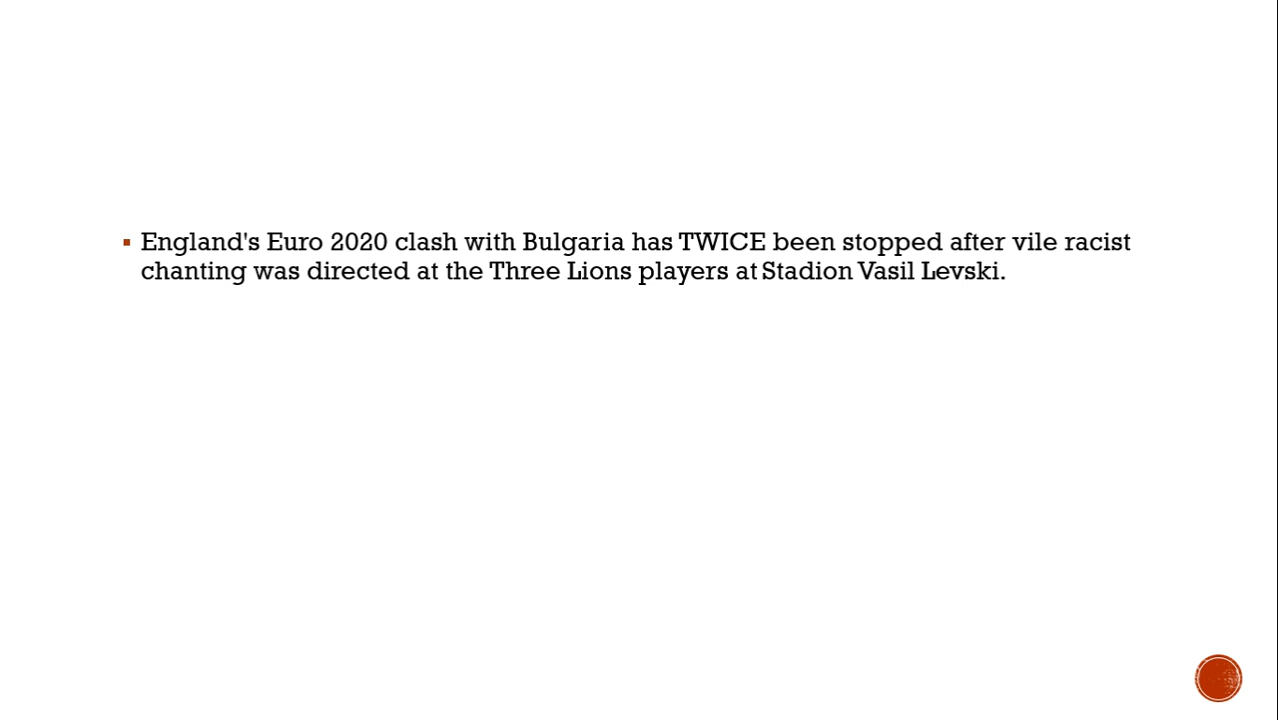 England's Euro 2020 clash with Bulgaria has TWICE been stopped after vile racist
chanting was directed at the Three Lions players at Stadion Vasil Levski.